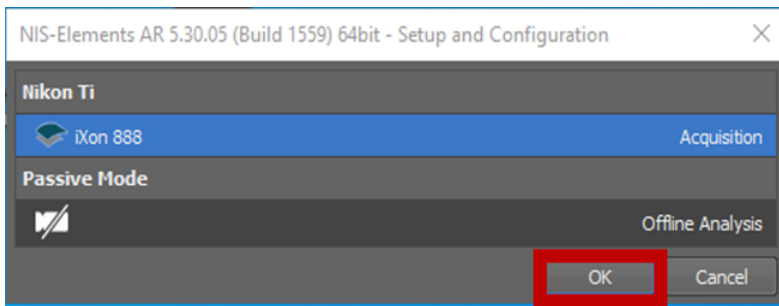 NIS-Elements AR 5.30.05 (Build 1559) 64bit - Setup and Configuration
Nikon Ti
iXon 888 Acquisition
Passive Mode
Offline Analysis
OK Cancel